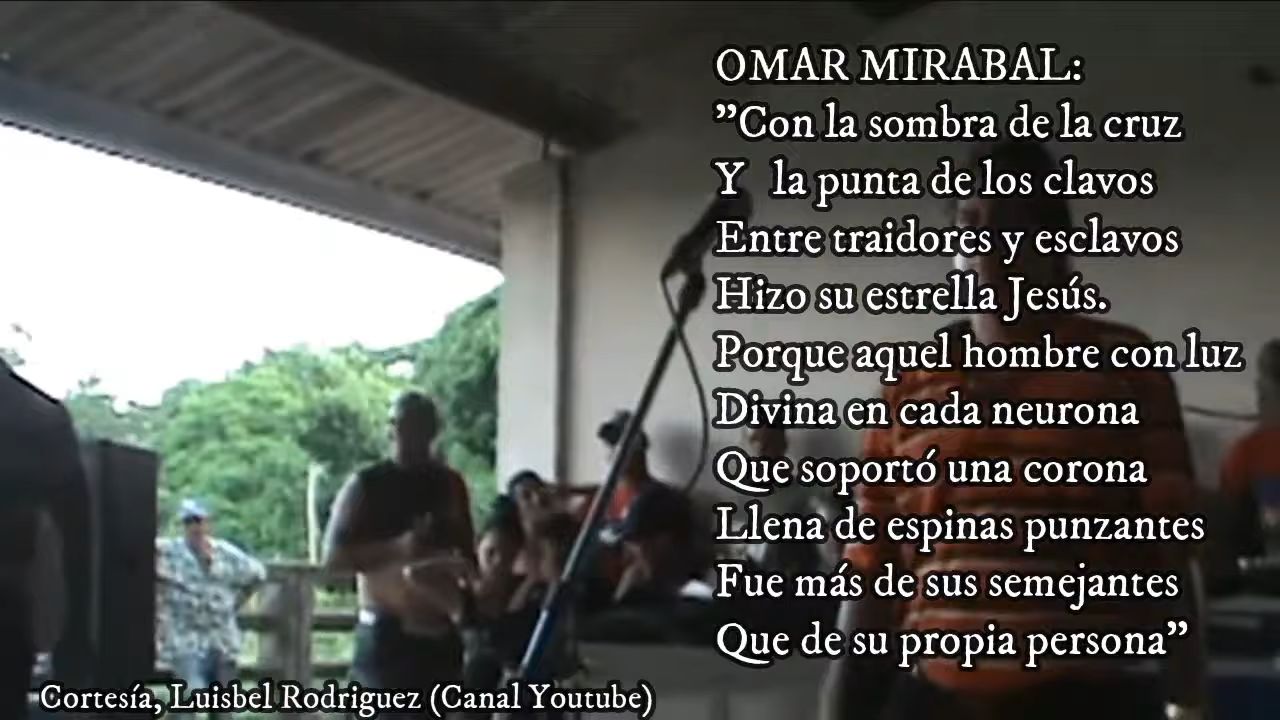 OMAR MIRABAL:
"Con la sombra de la cruz
Y la punta de los clavos
Entre traidores y esclavos
Hizo su estrella Jesús.
Porque aquel hombre con luz
Divina en cada neurona
Que soportó una corona
Llena de espinas punzantes
Fue más de sus semejantes
Que de su propia persona"
Cortesía, Luisbel Rodriguez (Canal Youtube)